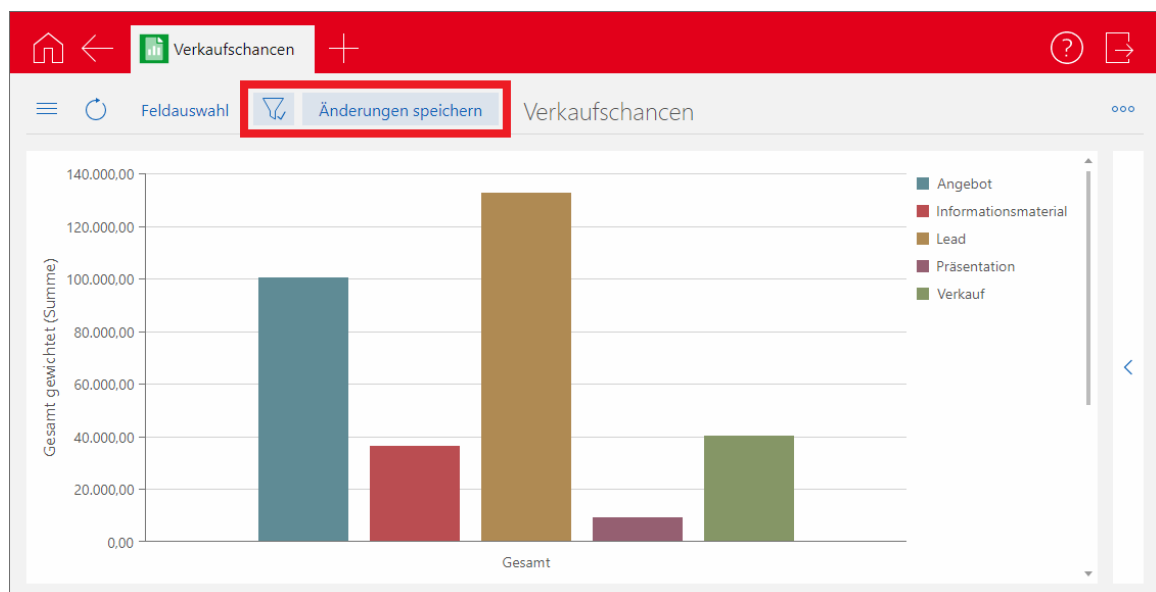 Verkaufschancen
?
Feldauswahl
Änderungen speichern
Verkaufschancen
140.000,00
120.000,00
100.000,00
80.000,00
60.000,00
40.000,00
20.000,00
0,00
Gesamt gewichtet (Summe)
Gesamt
Angebot
Informationsmaterial
Lead
Präsentation
Verkauf